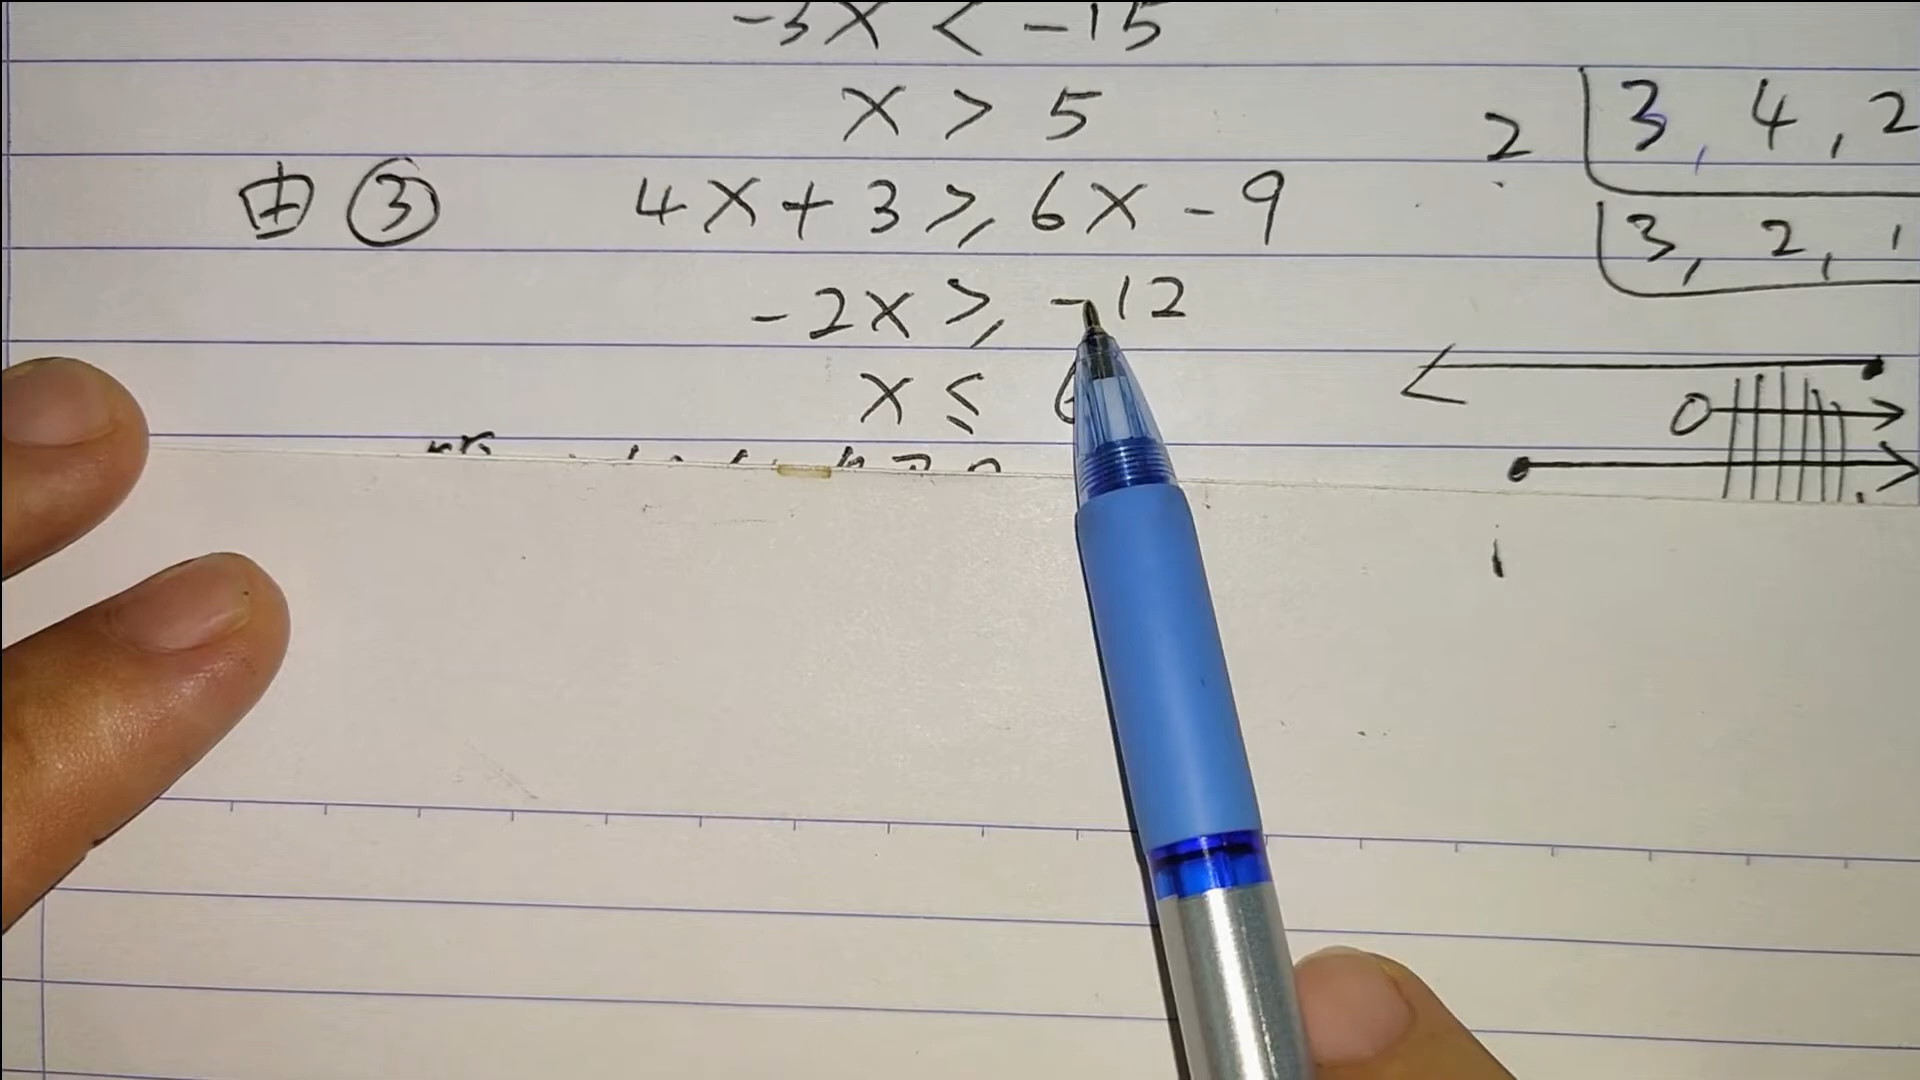 -3x < -15
x > 5
由 ③ 4x + 3 ≥ 6x - 9
-2x ≥ -12
x ≤ 6
2 3, 4, 2
3, 2, 1